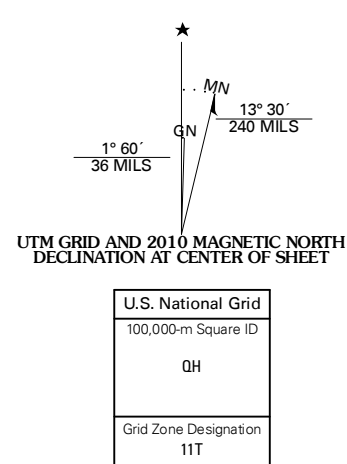 ★
MN
GN
13° 30´
240 MILS
1° 60´
36 MILS
UTM GRID AND 2010 MAGNETIC NORTH
DECLINATION AT CENTER OF SHEET
U.S. National Grid
100,000-m Square ID
QH
Grid Zone Designation
11T